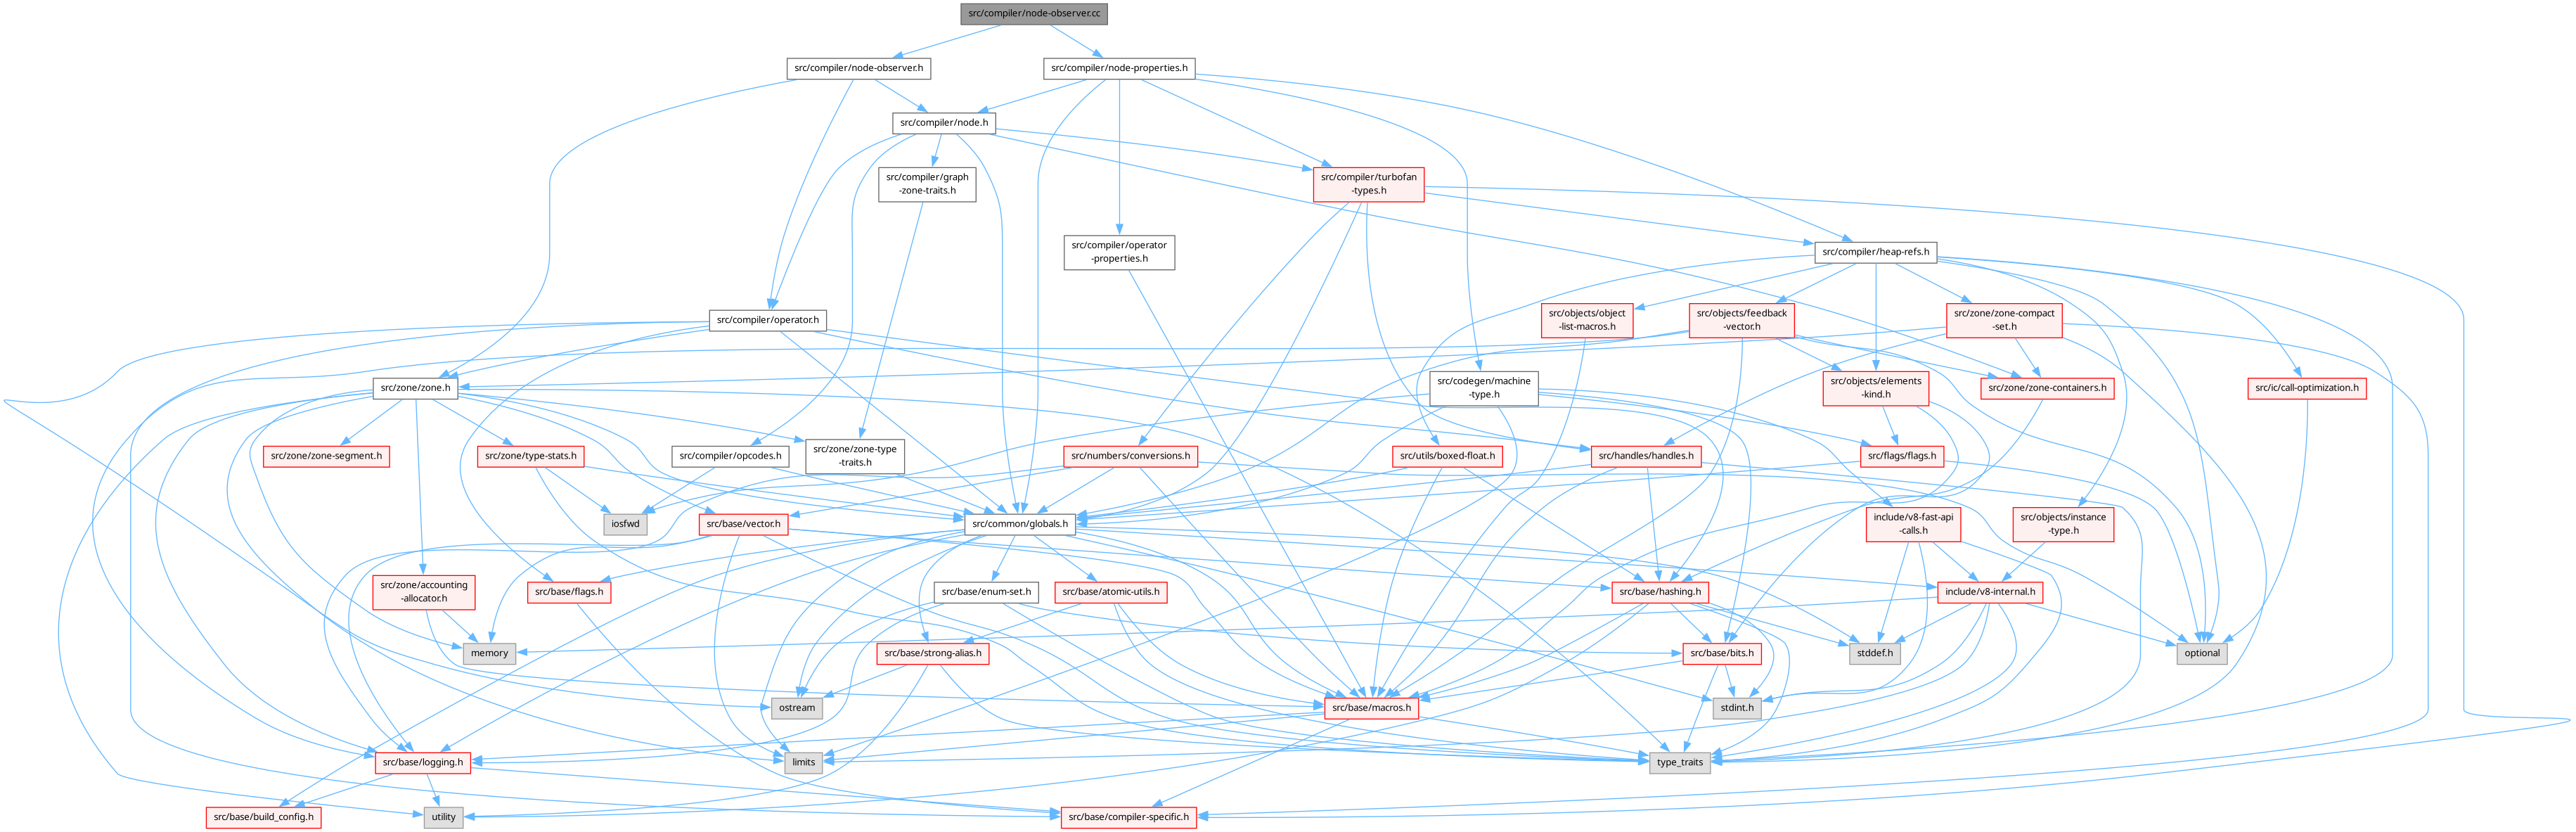 src/compiler/node-observer.cc
src/compiler/node-observer.h
src/compiler/node-properties.h
src/compiler/node.h
src/compiler/graph
-zone-traits.h
src/compiler/turbofan
-types.h
src/compiler/operator
-properties.h
src/compiler/heap-refs.h
src/compiler/operator.h
src/objects/object
-list-macros.h
src/objects/feedback
-vector.h
src/zone/zone-compact
-set.h
src/zone/zone.h
src/codegen/machine
-type.h
src/objects/elements
-kind.h
src/zone/zone-containers.h
src/ic/call-optimization.h
src/zone/zone-segment.h
src/zone/type-stats.h
src/compiler/opcodes.h
src/zone/zone-type
-traits.h
src/numbers/conversions.h
src/utils/boxed-float.h
src/handles/handles.h
src/flags/flags.h
iosfwd
src/base/vector.h
src/common/globals.h
include/v8-fast-api
-calls.h
src/objects/instance
-type.h
src/zone/accounting
-allocator.h
src/base/flags.h
src/base/enum-set.h
src/base/atomic-utils.h
src/base/hashing.h
include/v8-internal.h
memory
src/base/strong-alias.h
src/base/bits.h
stddef.h
optional
ostream
src/base/macros.h
stdint.h
src/base/logging.h
limits
type_traits
src/base/build_config.h
utility
src/base/compiler-specific.h